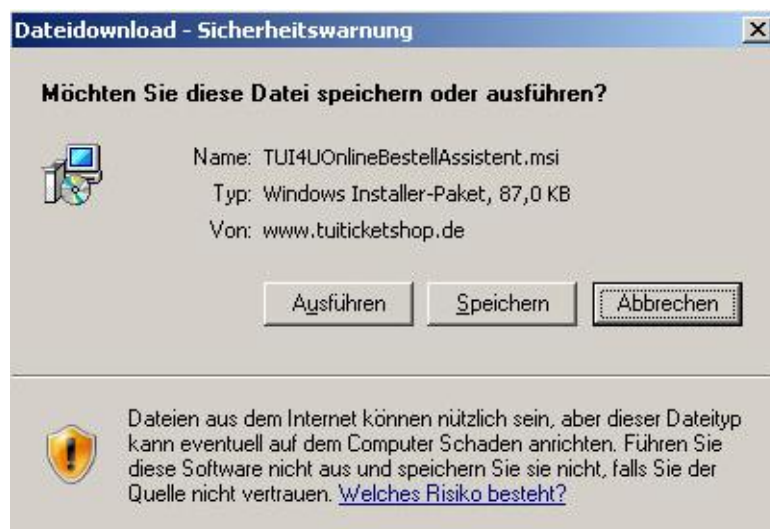 Dateidownload - Sicherheitswarnung
Möchten Sie diese Datei speichern oder ausführen?
Name: TUI4UOnlineBestellAssistent.msi
Typ: Windows Installer-Paket, 87,0 KB
Von: www.tuiticketshop.de
Ausführen Speichern Abbrechen
Dateien aus dem Internet können nützlich sein, aber dieser Dateityp
kann eventuell auf dem Computer Schaden anrichten. Führen Sie
diese Software nicht aus und speichern Sie sie nicht, falls Sie der
Quelle nicht vertrauen. Welches Risiko besteht?